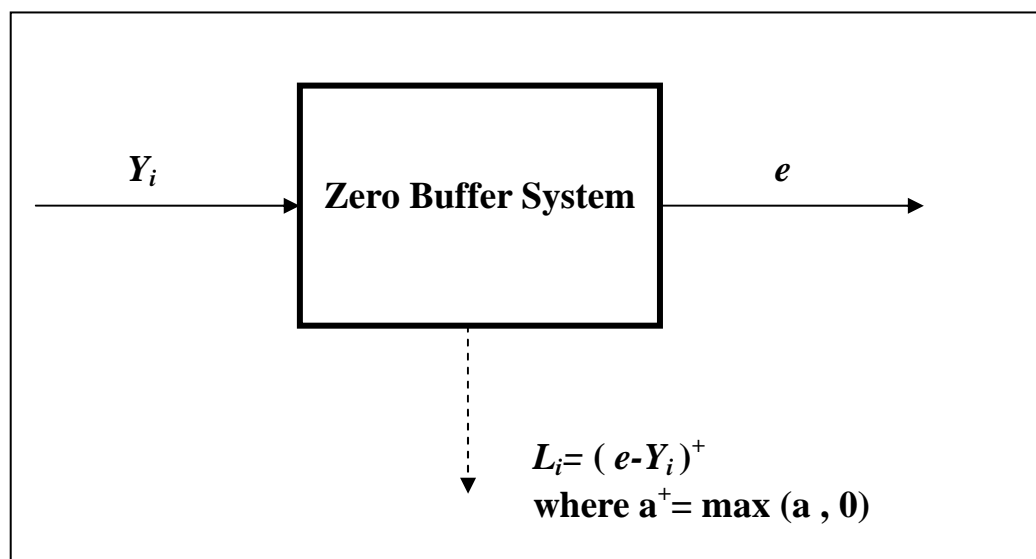 Yi
Zero Buffer System
e
Li= ( e-Yi )+
where a+= max (a , 0)